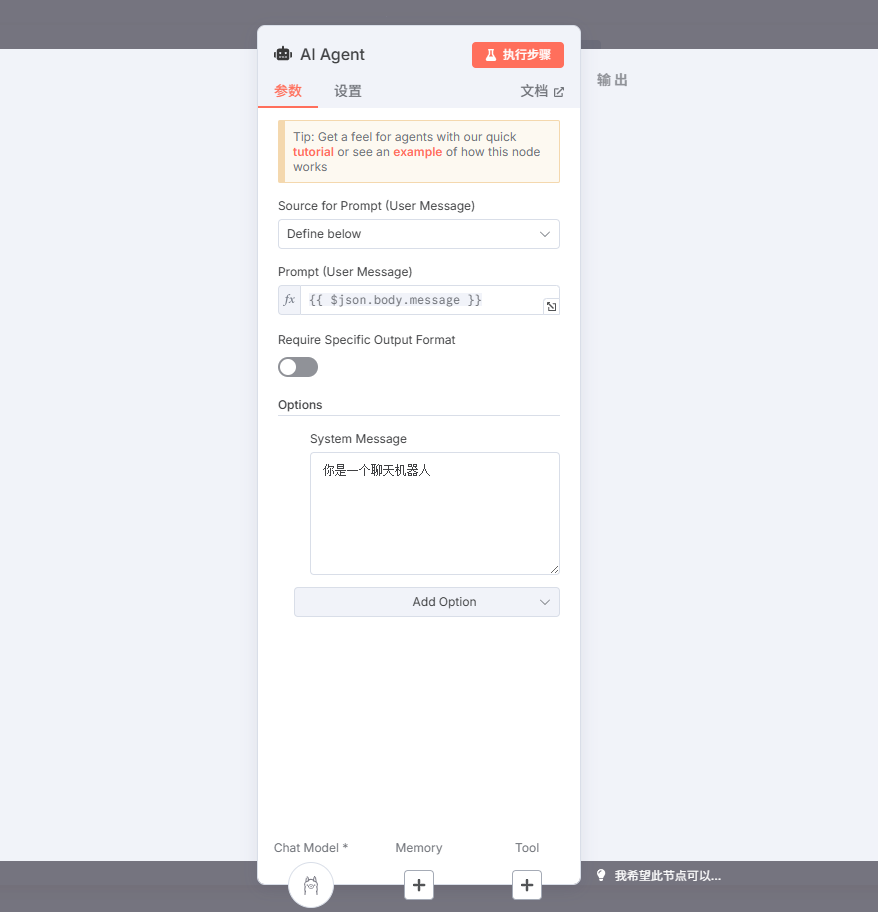 AI Agent
执行步骤
参数
设置
文档
输出
Tip: Get a feel for agents with our quick
tutorial or see an example of how this node
works
Source for Prompt (User Message)
Define below
Prompt (User Message)
fx
{{ $json.body.message }}
Require Specific Output Format
Options
System Message
你是一个聊天机器人
Add Option
Chat Model *
Memory
Tool
我希望此节点可以...